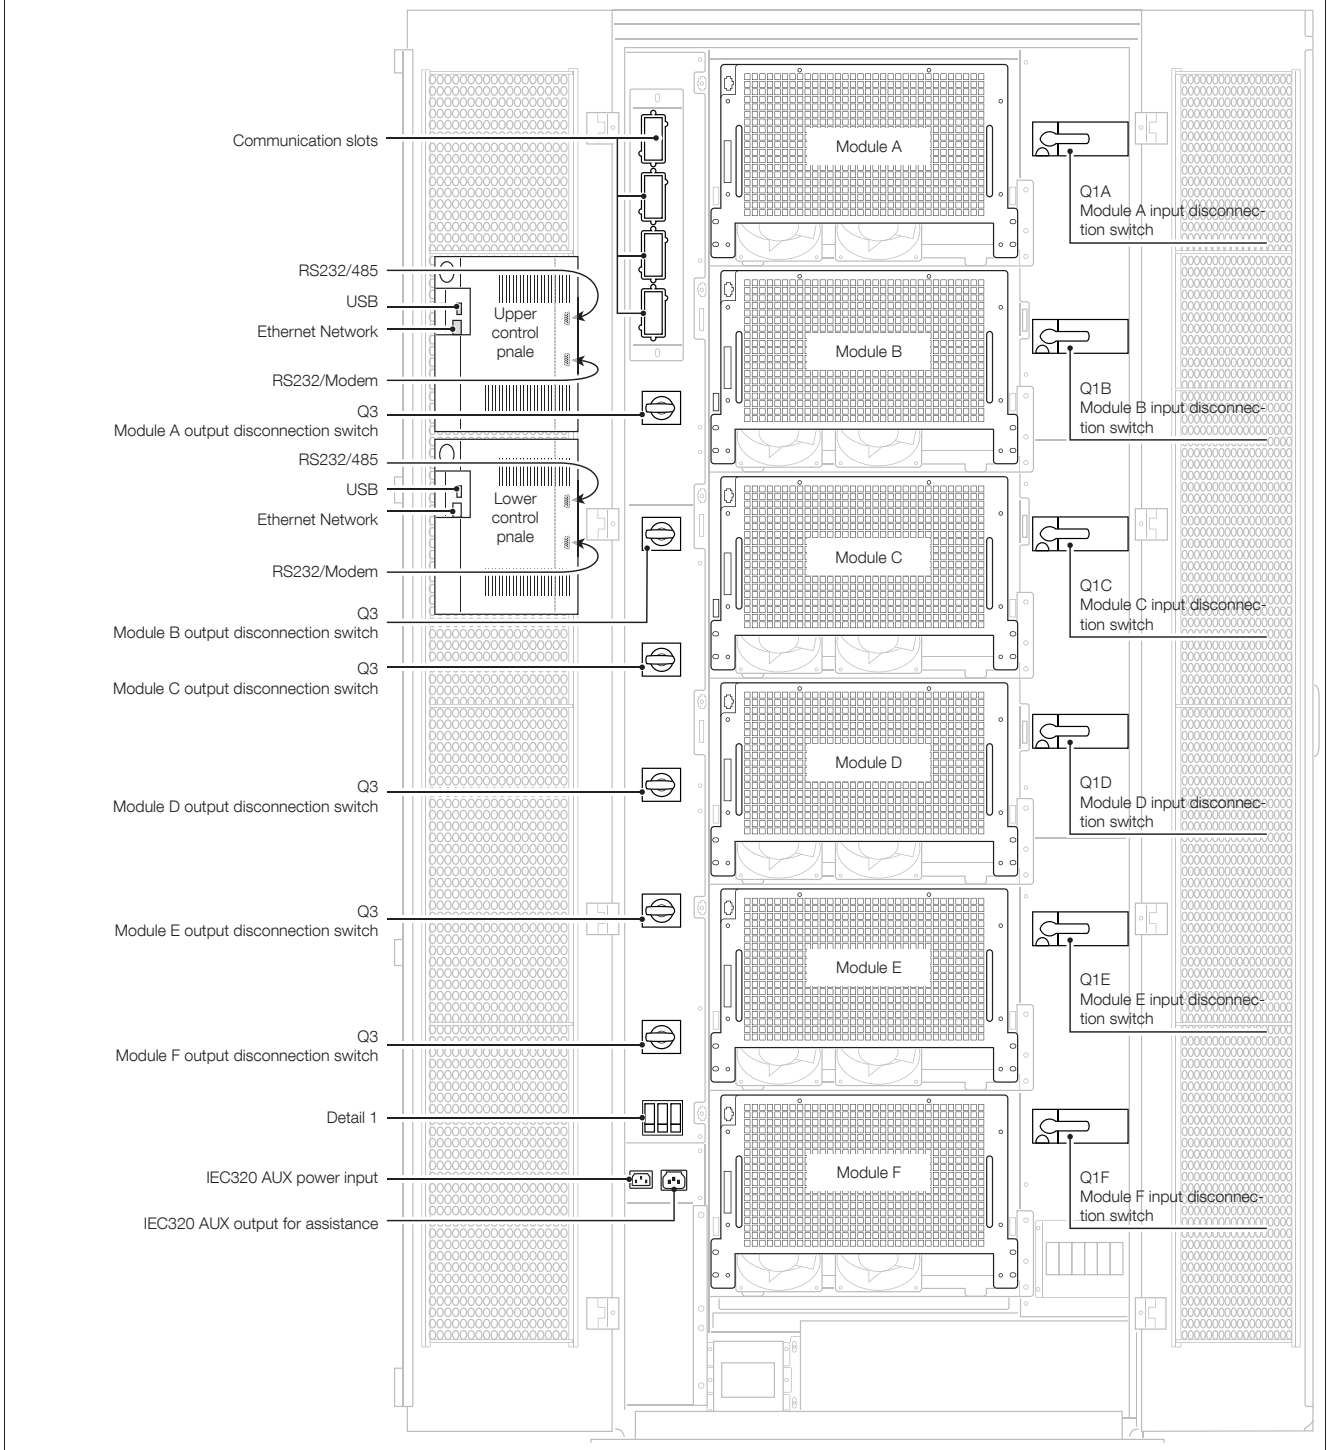 Communication slots
RS232/485
USB
Ethernet Network
RS232/Modem
Q3
Module A output disconnection switch
RS232/485
USB
Ethernet Network
RS232/Modem
Q3
Module B output disconnection switch
Q3
Module C output disconnection switch
Q3
Module D output disconnection switch
Q3
Module E output disconnection switch
Q3
Module F output disconnection switch
Detail 1
IEC320 AUX power input
IEC320 AUX output for assistance
Upper
control
pnale
Lower
control
pnale
Module A
Module B
Module C
Module D
Module E
Module F
Q1A
Module A input disconnec-
tion switch
Q1B
Module B input disconnec-
tion switch
Q1C
Module C input disconnec-
tion switch
Q1D
Module D input disconnec-
tion switch
Q1E
Module E input disconnec-
tion switch
Q1F
Module F input disconnec-
tion switch